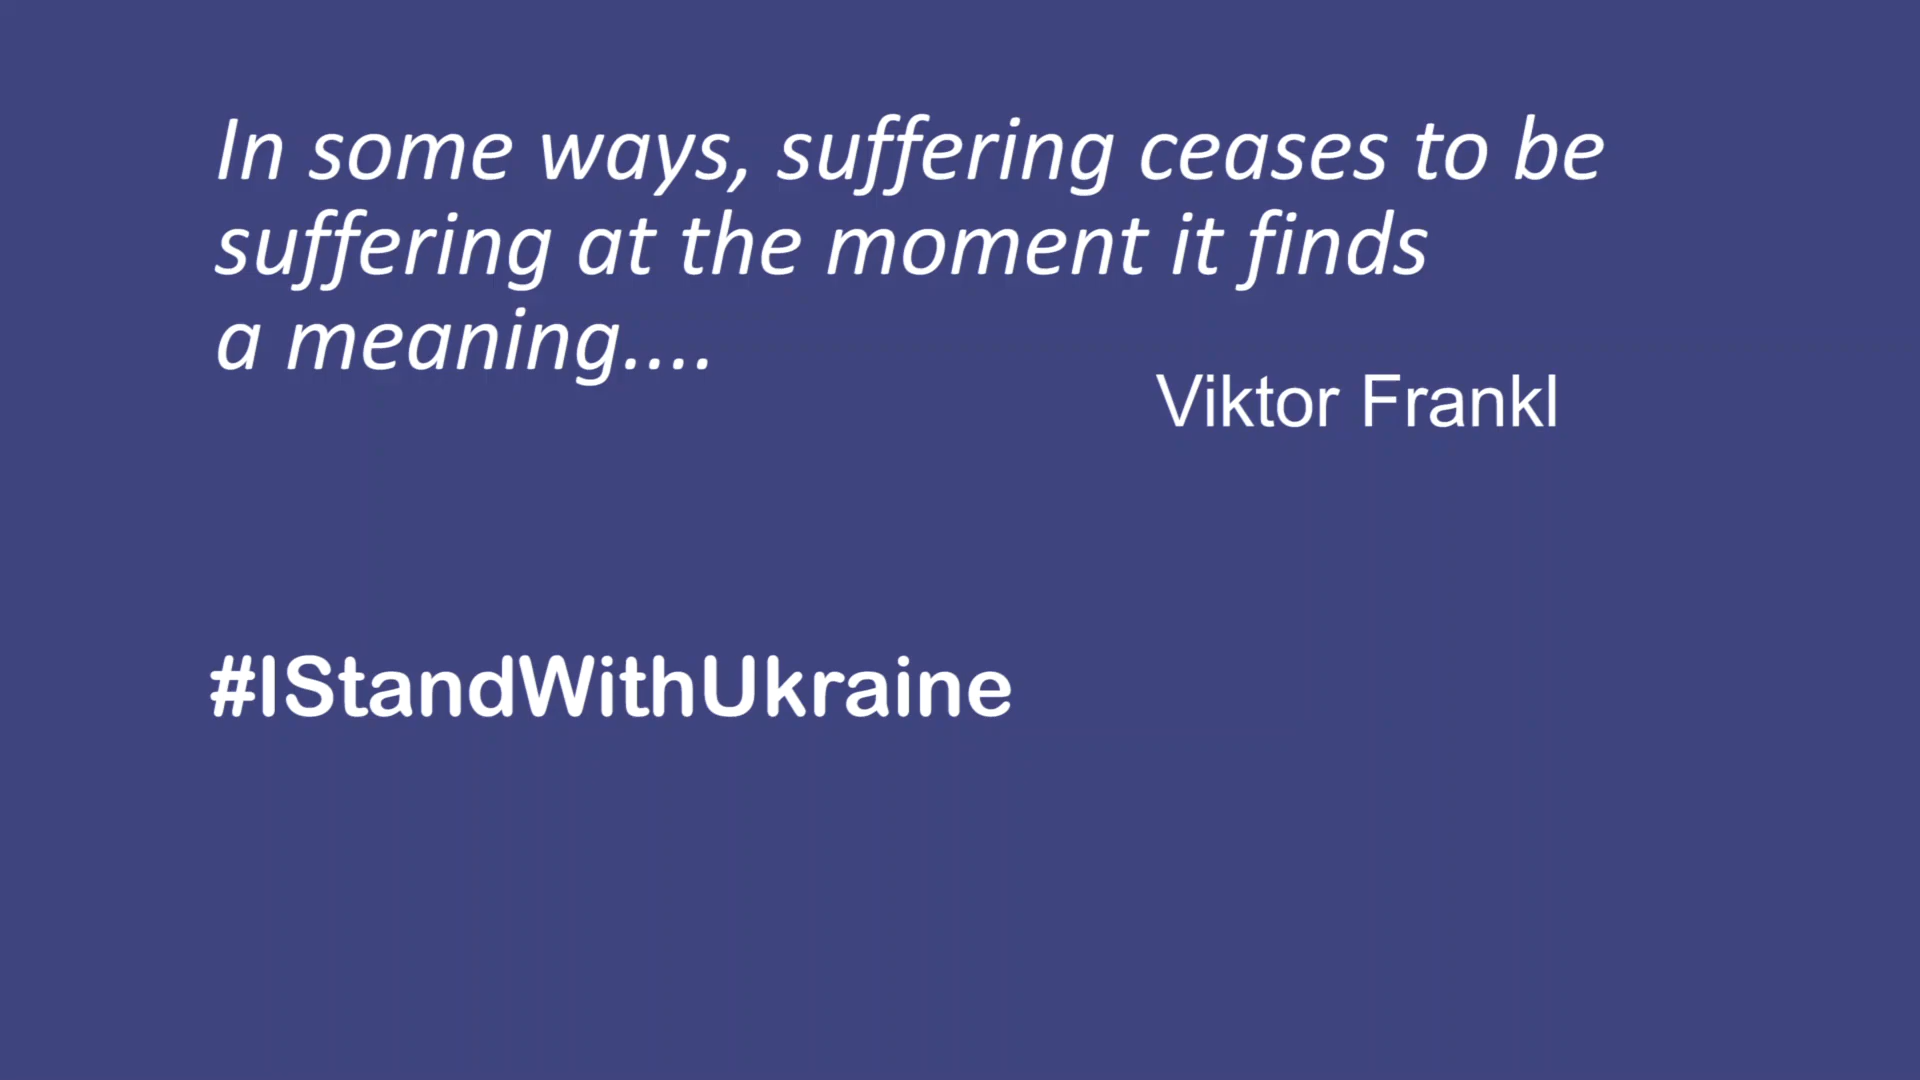 In some ways, suffering ceases to be
suffering at the moment it finds
a meaning....
Viktor Frankl
#IStandWithUkraine